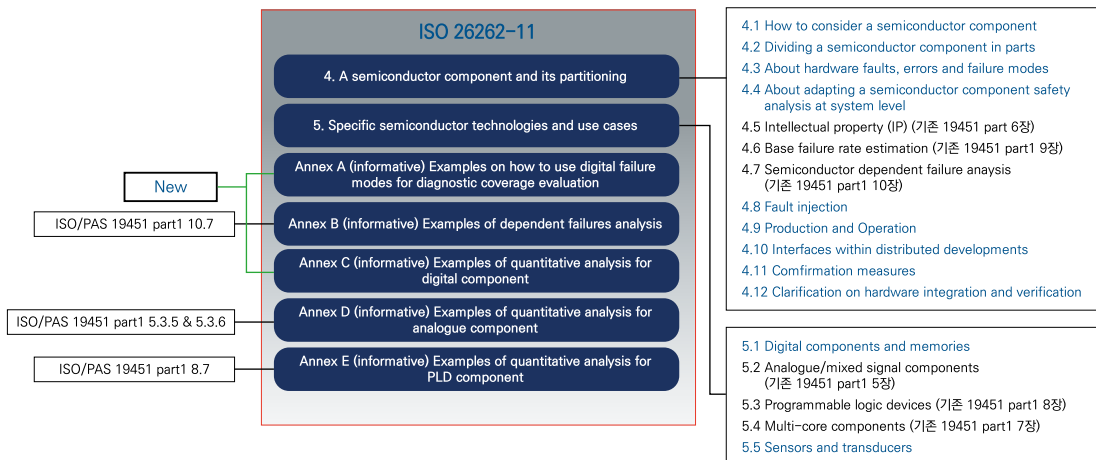 ISO 26262-11
4. A semiconductor component and its partitioning
5. Specific semiconductor technologies and use cases
Annex A (informative) Examples on how to use digital failure
modes for diagnostic coverage evaluation
Annex B (informative) Examples of dependent failures analysis
Annex C (informative) Examples of quantitative analysis for
digital component
Annex D (informative) Examples of quantitative analysis for
analogue component
Annex E (informative) Examples of quantitative analysis for
PLD component
New
ISO/PAS 19451 part1 10.7
ISO/PAS 19451 part1 5.3.5 & 5.3.6
ISO/PAS 19451 part1 8.7
4.1 How to consider a semiconductor component
4.2 Dividing a semiconductor component in parts
4.3 About hardware faults, errors and failure modes
4.4 About adapting a semiconductor component safety
analysis at system level
4.5 Intellectual property (IP) (기존 19451 part 6장)
4.6 Base failure rate estimation (기존 19451 part1 9장)
4.7 Semiconductor dependent failure anaysis
(기존 19451 part1 10장)
4.8 Fault injection
4.9 Production and Operation
4.10 Interfaces within distributed developments
4.11 Comfirmation measures
4.12 Clarification on hardware integration and verification
5.1 Digital components and memories
5.2 Analogue/mixed signal components
(기존 19451 part1 5장)
5.3 Programmable logic devices (기존 19451 part1 8장)
5.4 Multi-core components (기존 19451 part1 7장)
5.5 Sensors and transducers